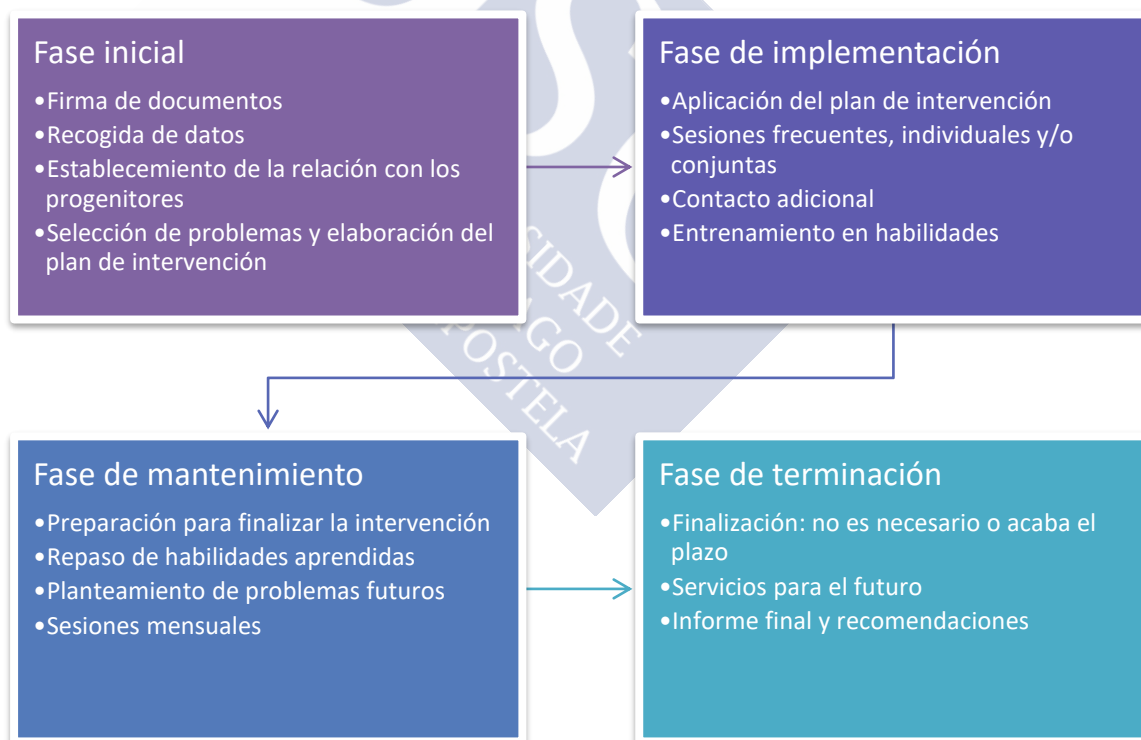 Fase inicial
•Firma de documentos
•Recogida de datos
•Establecemiento de la relación con los
progenitores
•Selección de problemas y elaboración del
plan de intervención
Fase de implementación
•Aplicación del plan de intervención
•Sesiones frecuentes, individuales y/o
conjuntas
•Contacto adicional
•Entrenamiento en habilidades
Fase de mantenimiento
•Preparación para finalizar la intervención
•Repaso de habilidades aprendidas
•Planteamiento de problemas futuros
•Sesiones mensuales
Fase de terminación
•Finalización: no es necesario o acaba el
plazo
•Servicios para el futuro
•Informe final y recomendaciones